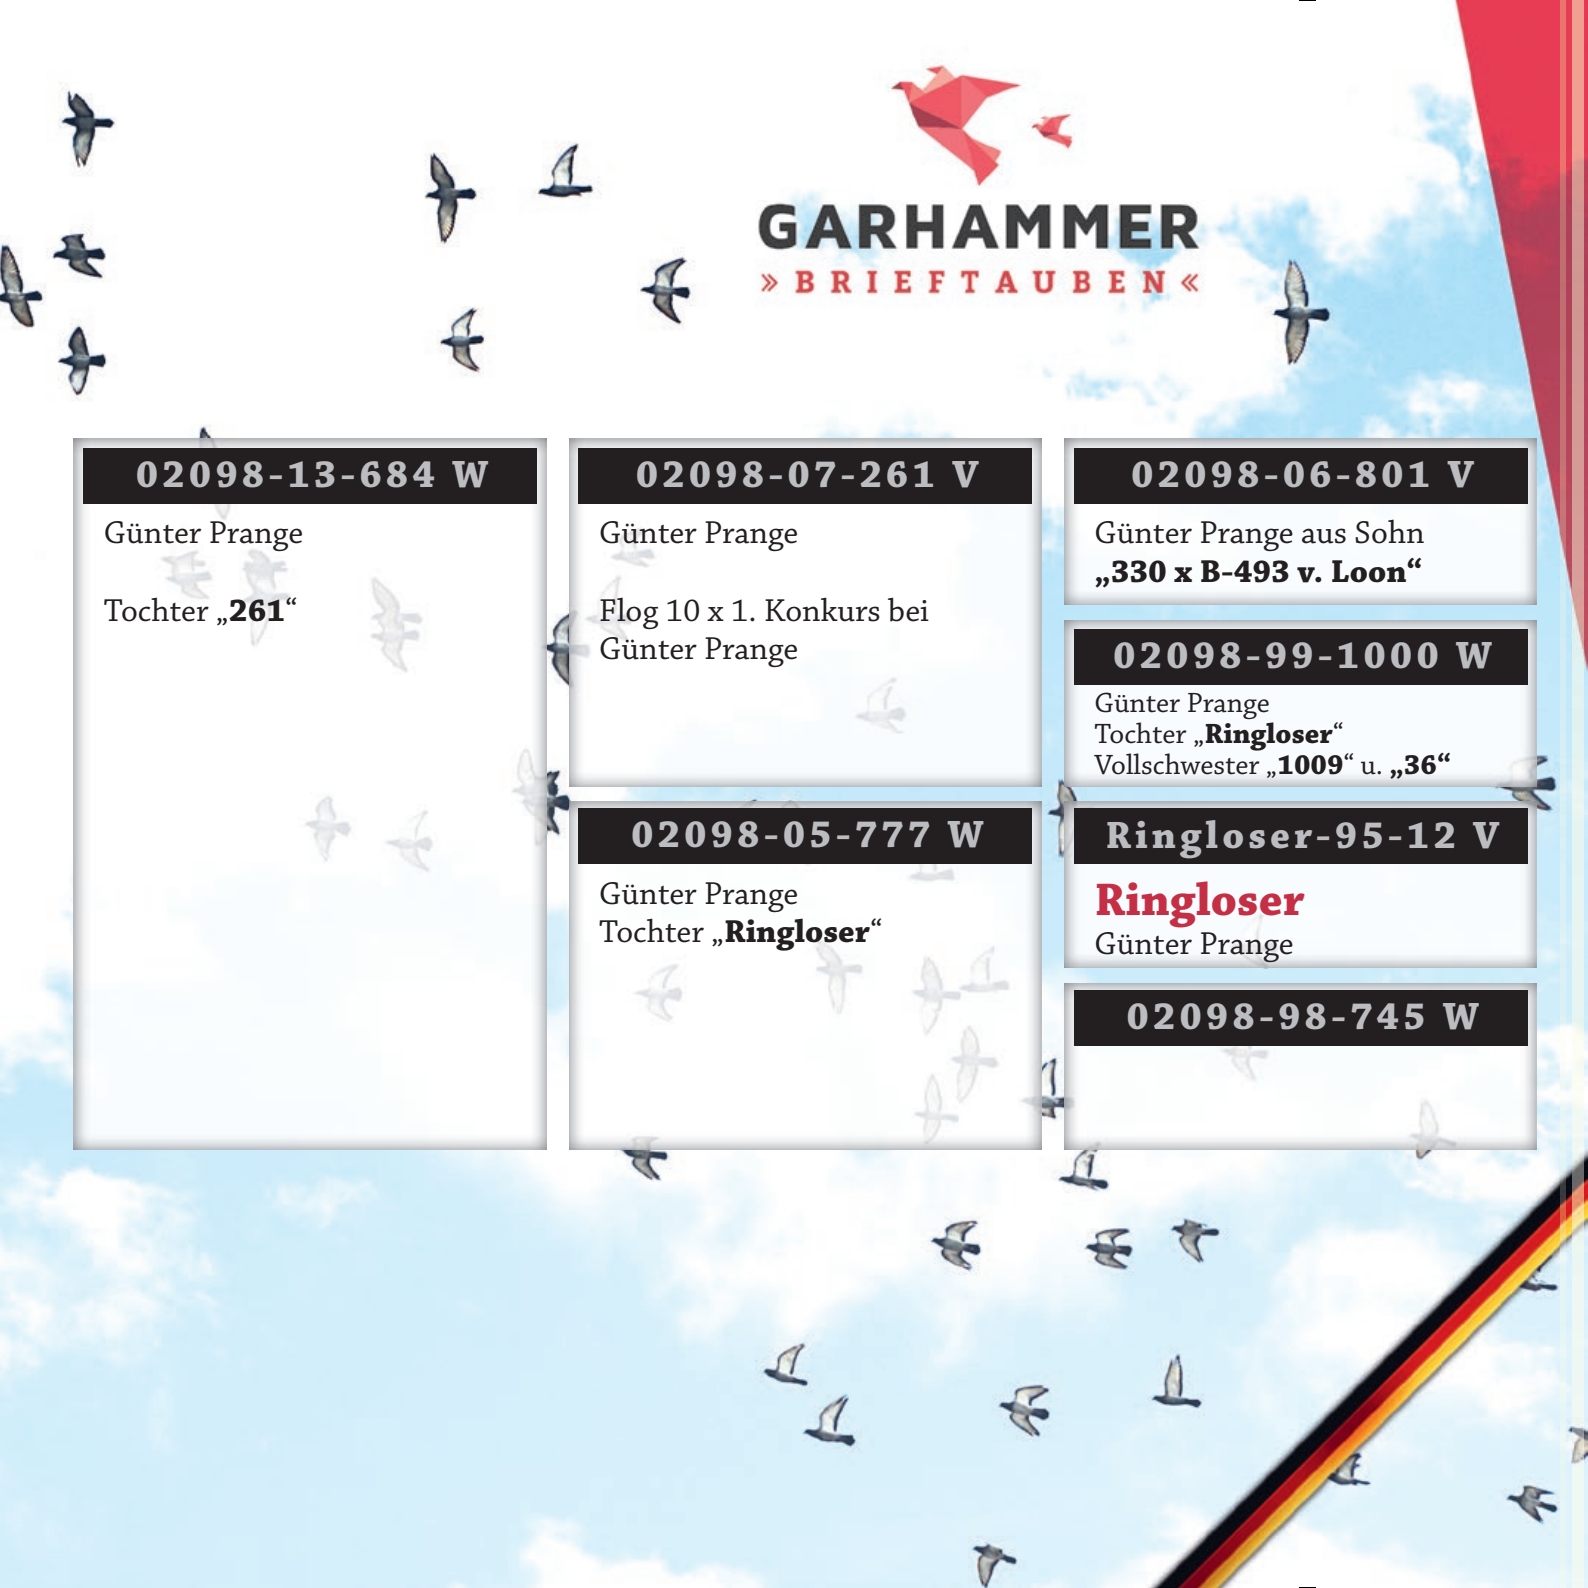 GARHAMMER
» BRIEFTAUBEN «
02098-13-684 W
Günter Prange
Tochter „261“
02098-07-261 V
Günter Prange
Flog 10 x 1. Konkurs bei
Günter Prange
02098-05-777 W
Günter Prange
Tochter „Ringloser“
02098-06-801 V
Günter Prange aus Sohn
„330 x B-493 v. Loon“
02098-99-1000 W
Günter Prange
Tochter „Ringloser“
Vollschwester „1009“ u. „36“
Ringloser-95-12 V
Ringloser
Günter Prange
02098-98-745 W